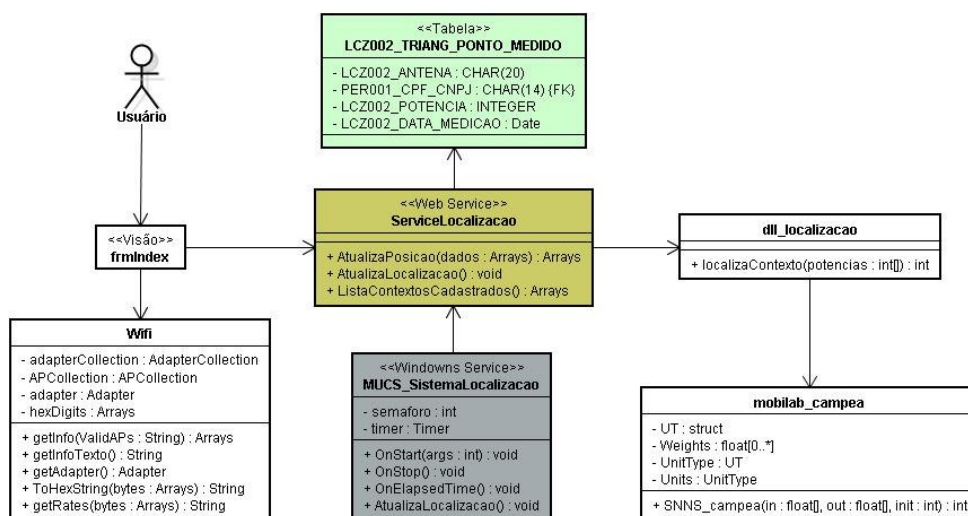 <<Tabela>>
LCZ002_TRIANG_PONTO_MEDIDO
- LCZ002_ANTENA : CHAR(20)
- PER001_CPF_CNPJ : CHAR(14) {FK}
- LCZ002_POTENCIA : INTEGER
- LCZ002_DATA_MEDICAO : Date
Usuário
<<Visão>>
frmIndex
<<Web Service>>
ServiceLocalizacao
+ AtualizaPosicao(dados : Arrays) : Arrays
+ AtualizaLocalizacao() : void
+ ListaContextosCadastrados() : Arrays
dll_localizacao
+ localizaContexto(potencias : int[]) : int
Wifi
- adapterCollection : AdapterCollection
- APCollection : APCollection
- adapter : Adapter
- hexDigits : Arrays
+ getInfo(ValidAPs : String) : Arrays
+ getInfoTexto() : String
+ getAdapter() : Adapter
+ ToHexString(bytes : Arrays) : String
+ getRates(bytes : Arrays) : String
<<Windowns Service>>
MUCS_SistemaLocalizacao
- semaforo : int
- timer : Timer
+ OnStart(args : int) : void
+ OnStop() : void
+ OnElapsedTime() : void
+ AtualizaLocalizacao() : void
mobilab_campea
- UT : struct
- Weights : float[0..*]
- UnitType : UT
- Units : UnitType
+ SNNS_campea(in : float[], out : float[], init : int) : int